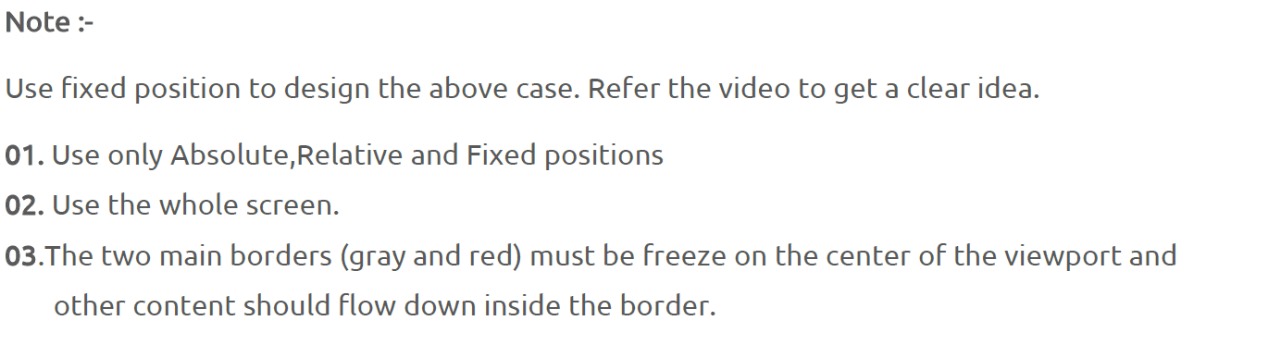 Note :-
Use fixed position to design the above case. Refer the video to get a clear idea.
01. Use only Absolute,Relative and Fixed positions
02. Use the whole screen.
03.The two main borders (gray and red) must be freeze on the center of the viewport and
other content should flow down inside the border.